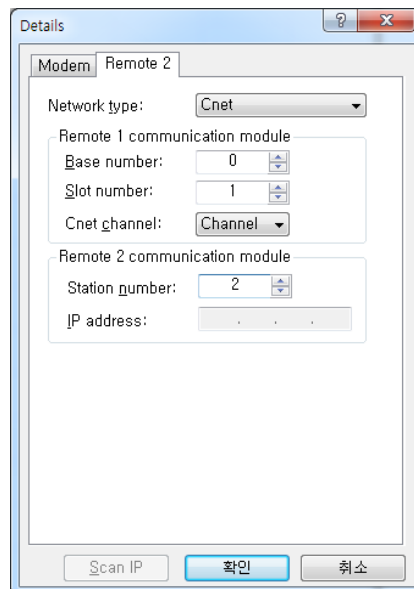 Details
Modem Remote 2
Network type: Cnet
Remote 1 communication module
Base number: 0
Slot number: 1
Cnet channel: Channel
Remote 2 communication module
Station number: 2
IP address: . . .
Scan IP 확인 취소